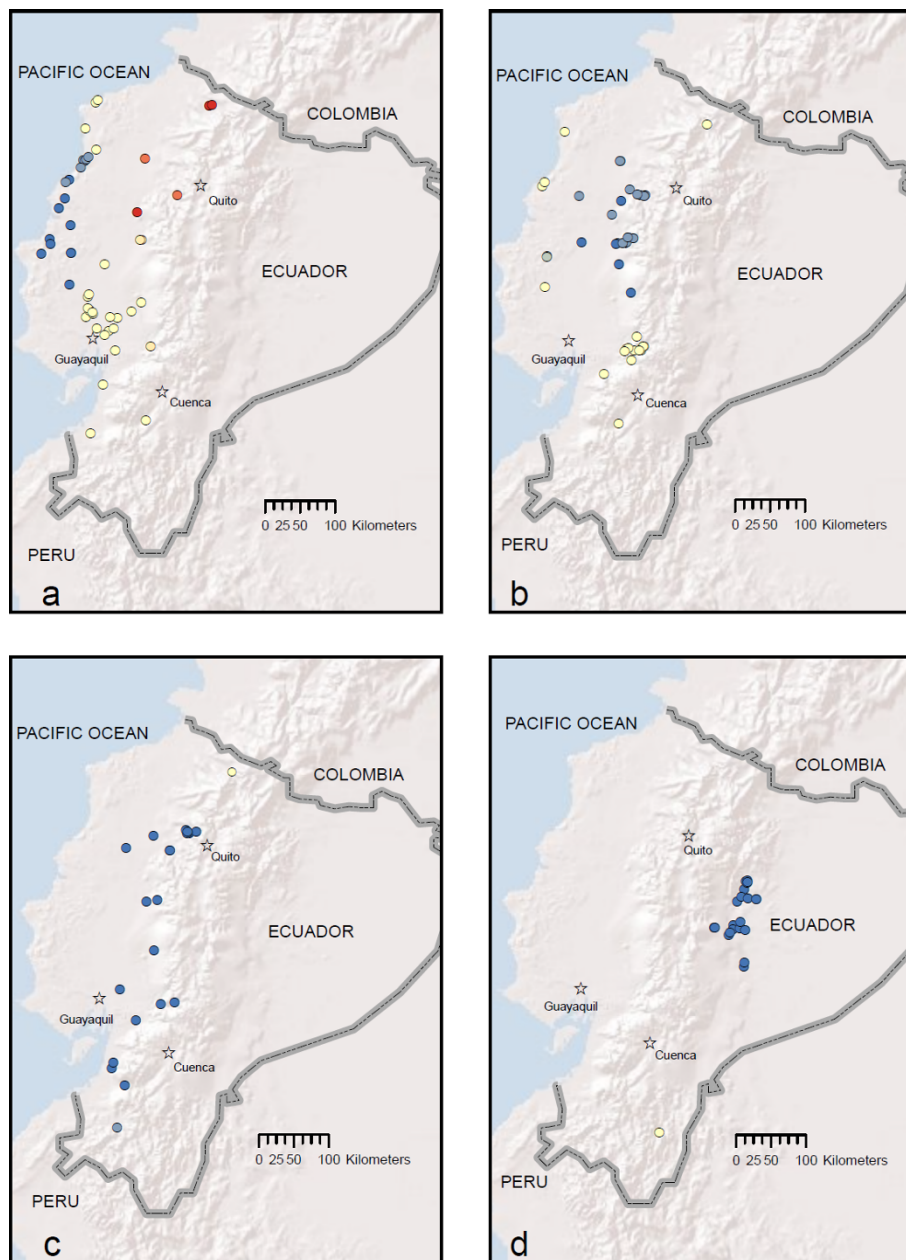 PACIFIC OCEAN
COLOMBIA
Quito
ECUADOR
Guayaquil
Cuenca
0 25 50 100 Kilometers
PERU
a
PACIFIC OCEAN
COLOMBIA
Quito
ECUADOR
Guayaquil
Cuenca
0 25 50 100 Kilometers
PERU
b
PACIFIC OCEAN
COLOMBIA
Quito
ECUADOR
Guayaquil
Cuenca
0 25 50 100 Kilometers
PERU
c
PACIFIC OCEAN
COLOMBIA
Quito
ECUADOR
Guayaquil
Cuenca
0 25 50 100 Kilometers
PERU
d